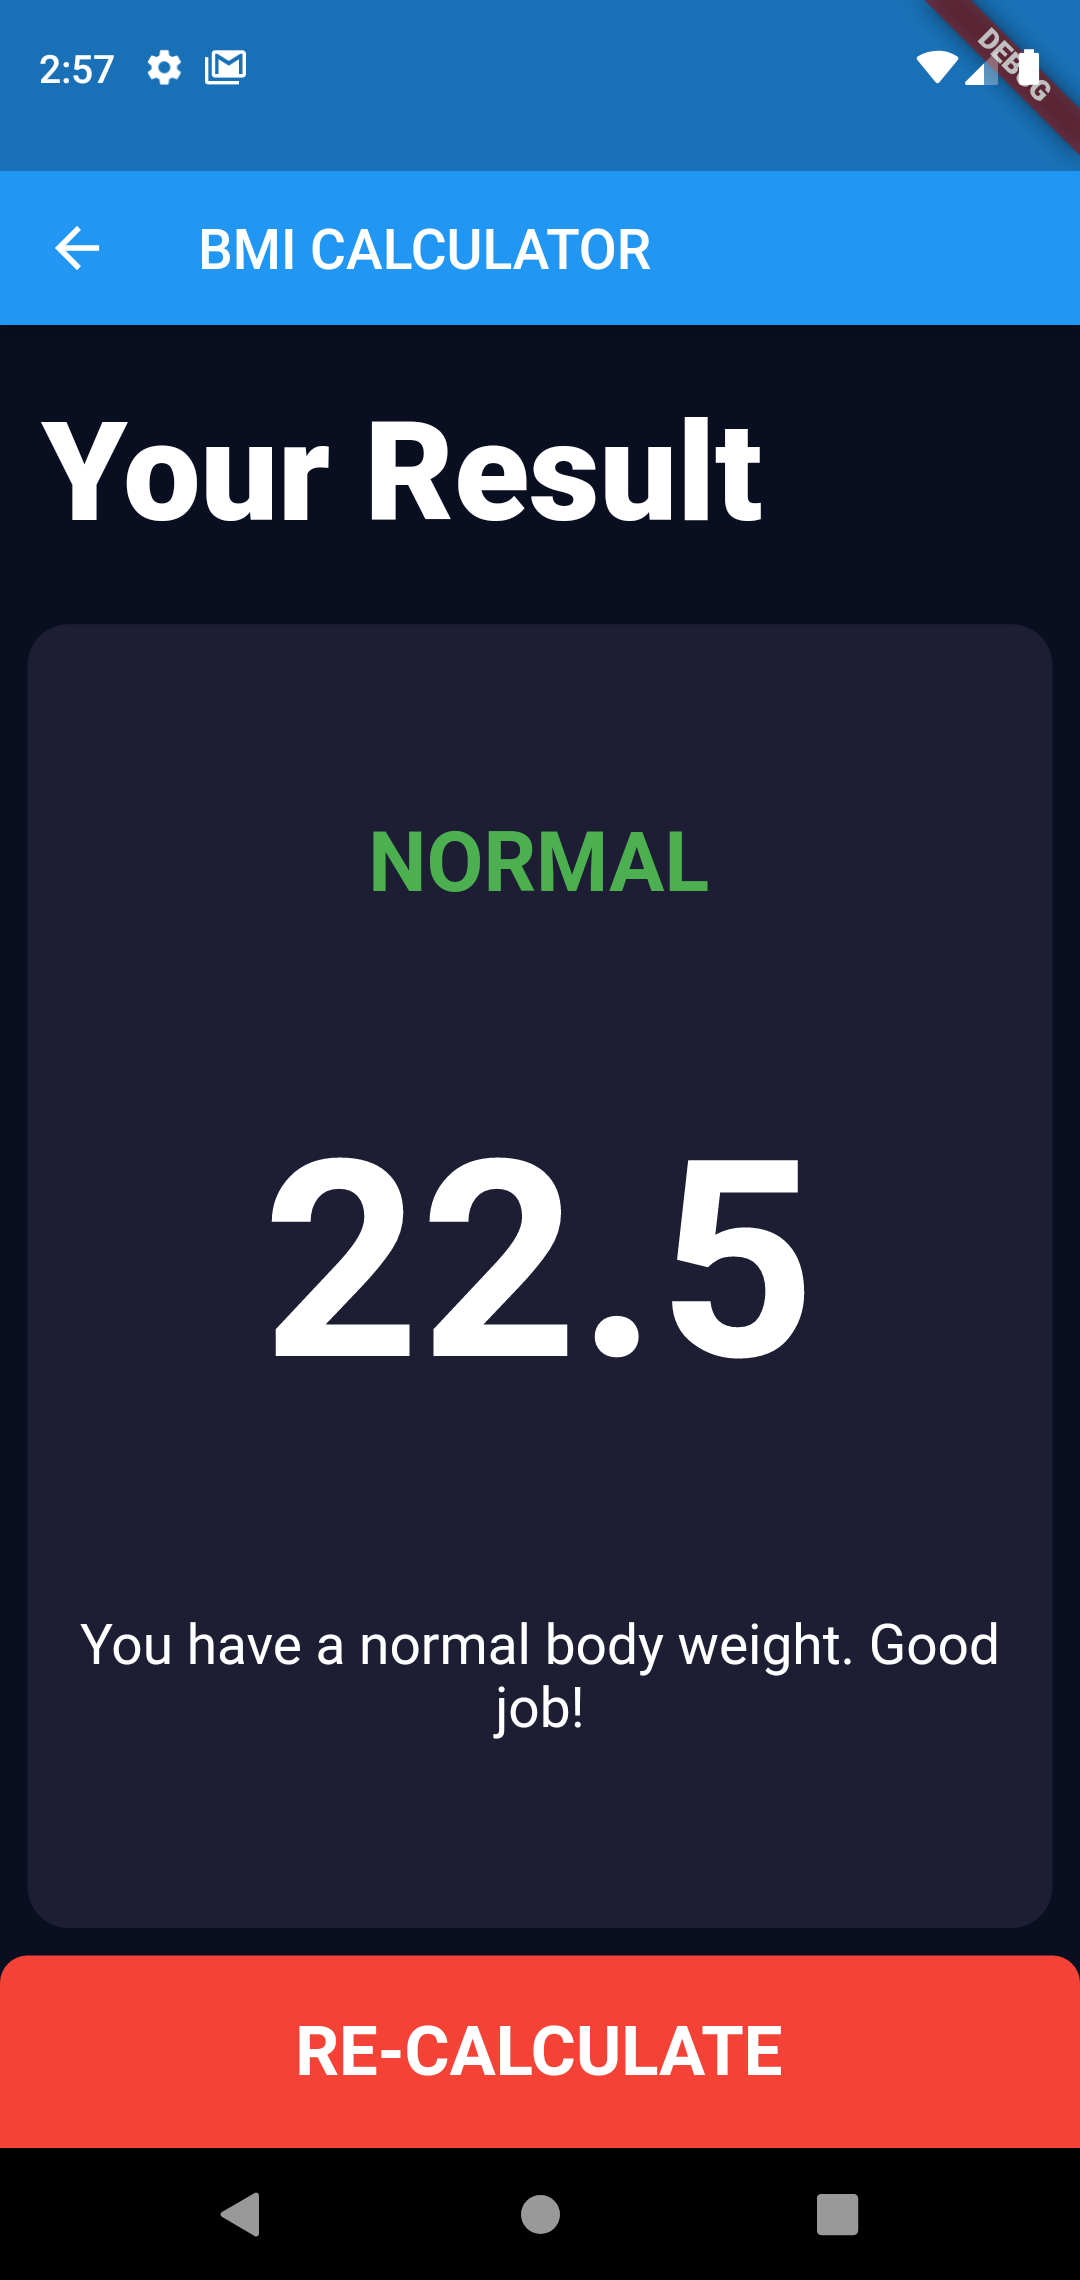 2:57
DEBUG
BMI CALCULATOR
Your Result
NORMAL
22.5
You have a normal body weight. Good
job!
RE-CALCULATE